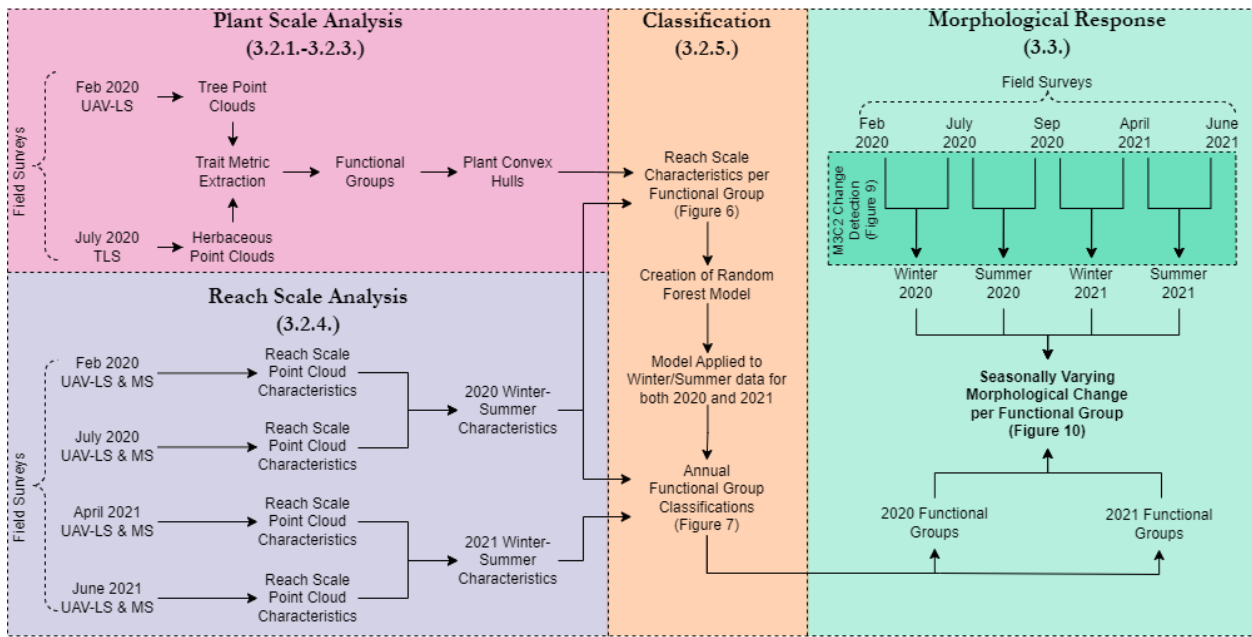 Plant Scale Analysis
(3.2.1.-3.2.3.)
Field Surveys
Feb 2020
UAV-LS
Tree Point
Clouds
Trait Metric
Extraction
Functional
Groups
Plant Convex
Hulls
July 2020
TLS
Herbaceous
Point Clouds
Reach Scale Analysis
(3.2.4.)
Field Surveys
Feb 2020
UAV-LS & MS
Reach Scale
Point Cloud
Characteristics
July 2020
UAV-LS & MS
Reach Scale
Point Cloud
Characteristics
2020 Winter-
Summer
Characteristics
April 2021
UAV-LS & MS
Reach Scale
Point Cloud
Characteristics
June 2021
UAV-LS & MS
Reach Scale
Point Cloud
Characteristics
2021 Winter-
Summer
Characteristics
Classification
(3.2.5.)
Reach Scale
Characteristics per
Functional Group
(Figure 6)
Creation of Random
Forest Model
Model Applied to
Winter/Summer data for
both 2020 and 2021
Annual
Functional Group
Classifications
(Figure 7)
Morphological Response
(3.3.)
Field Surveys
Feb
2020
July
2020
Sep
2020
April
2021
June
2021
M3C2 Change
Detection
(Figure 9)
Winter
2020
Summer
2020
Winter
2021
Summer
2021
Seasonally Varying
Morphological Change
per Functional Group
(Figure 10)
2020 Functional
Groups
2021 Functional
Groups